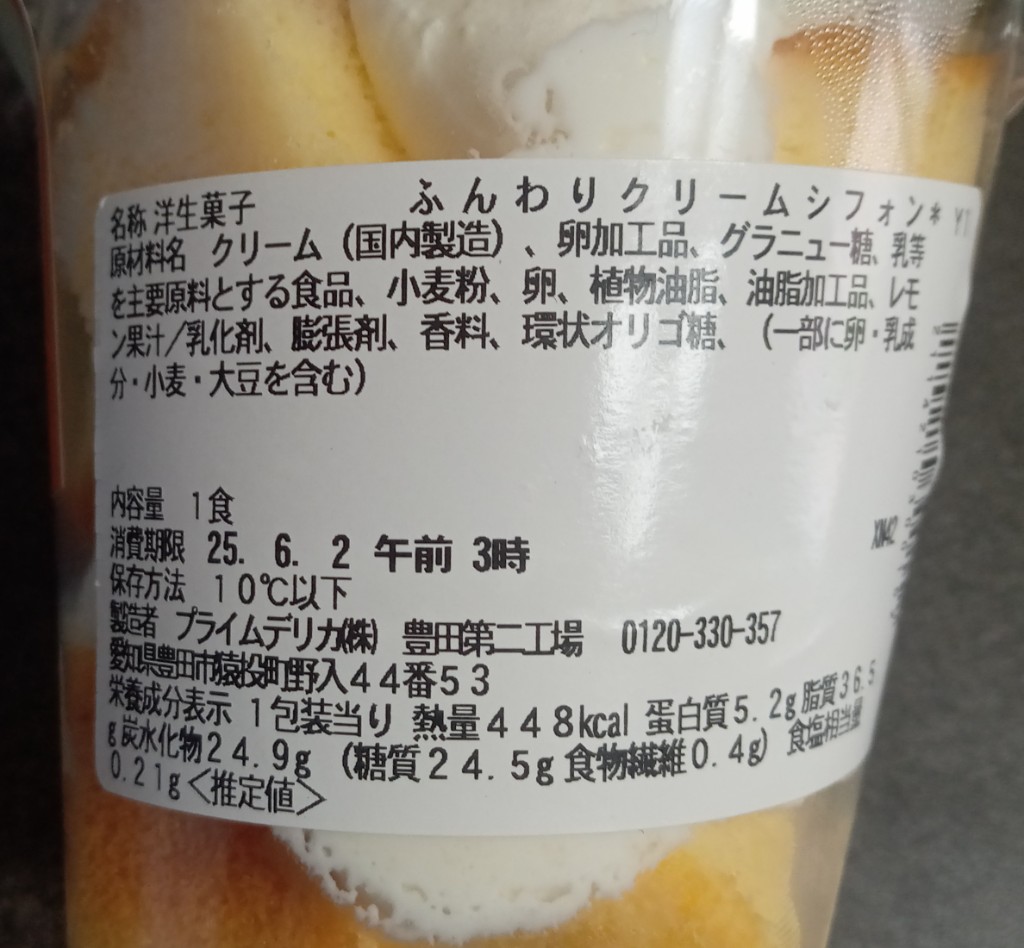 名称 洋生菓子 ふんわりクリームシフォン*
原材料名 クリーム(国内製造)、卵加工品、グラニュー糖、乳等
を主要原料とする食品、小麦粉、卵、植物油脂、油脂加工品、レモ
ン果汁/乳化剤、膨張剤、香料、環状オリゴ糖、(一部に卵・乳成
分・小麦・大豆を含む)
内容量 1食
消費期限 25. 6. 2 午前 3時
保存方法 10℃以下
製造者 プライムデリカ(株) 豊田第二工場 0120-330-357
愛知県豊田市猿投町野入44番53
栄養成分表示 1包装当り 熱量448kcal 蛋白質5.2g 脂質36.5
g 炭水化物24.9g (糖質24.5g 食物繊維0.4g) 食塩相当量
0.21g<推定値>